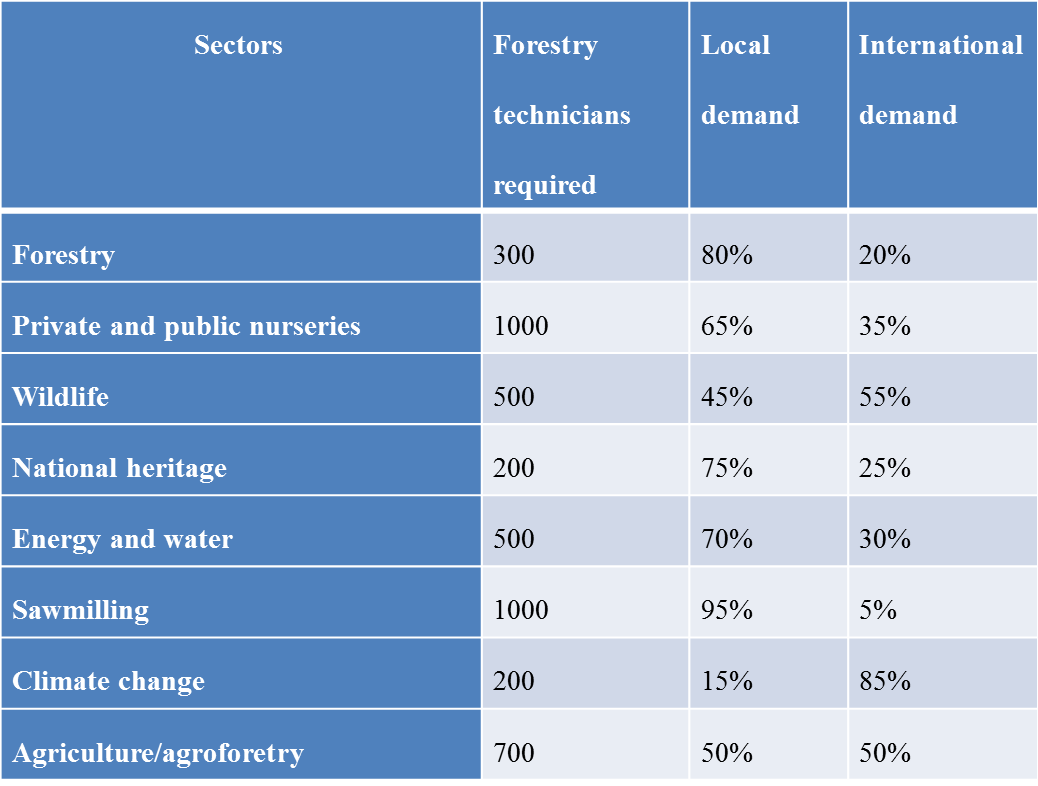 Sectors Forestry Local International
technicians demand demand
required
Forestry 300 80% 20%
Private and public nurseries 1000 65% 35%
Wildlife 500 45% 55%
National heritage 200 75% 25%
Energy and water 500 70% 30%
Sawmilling 1000 95% 5%
Climate change 200 15% 85%
Agriculture/agroforetry 700 50% 50%